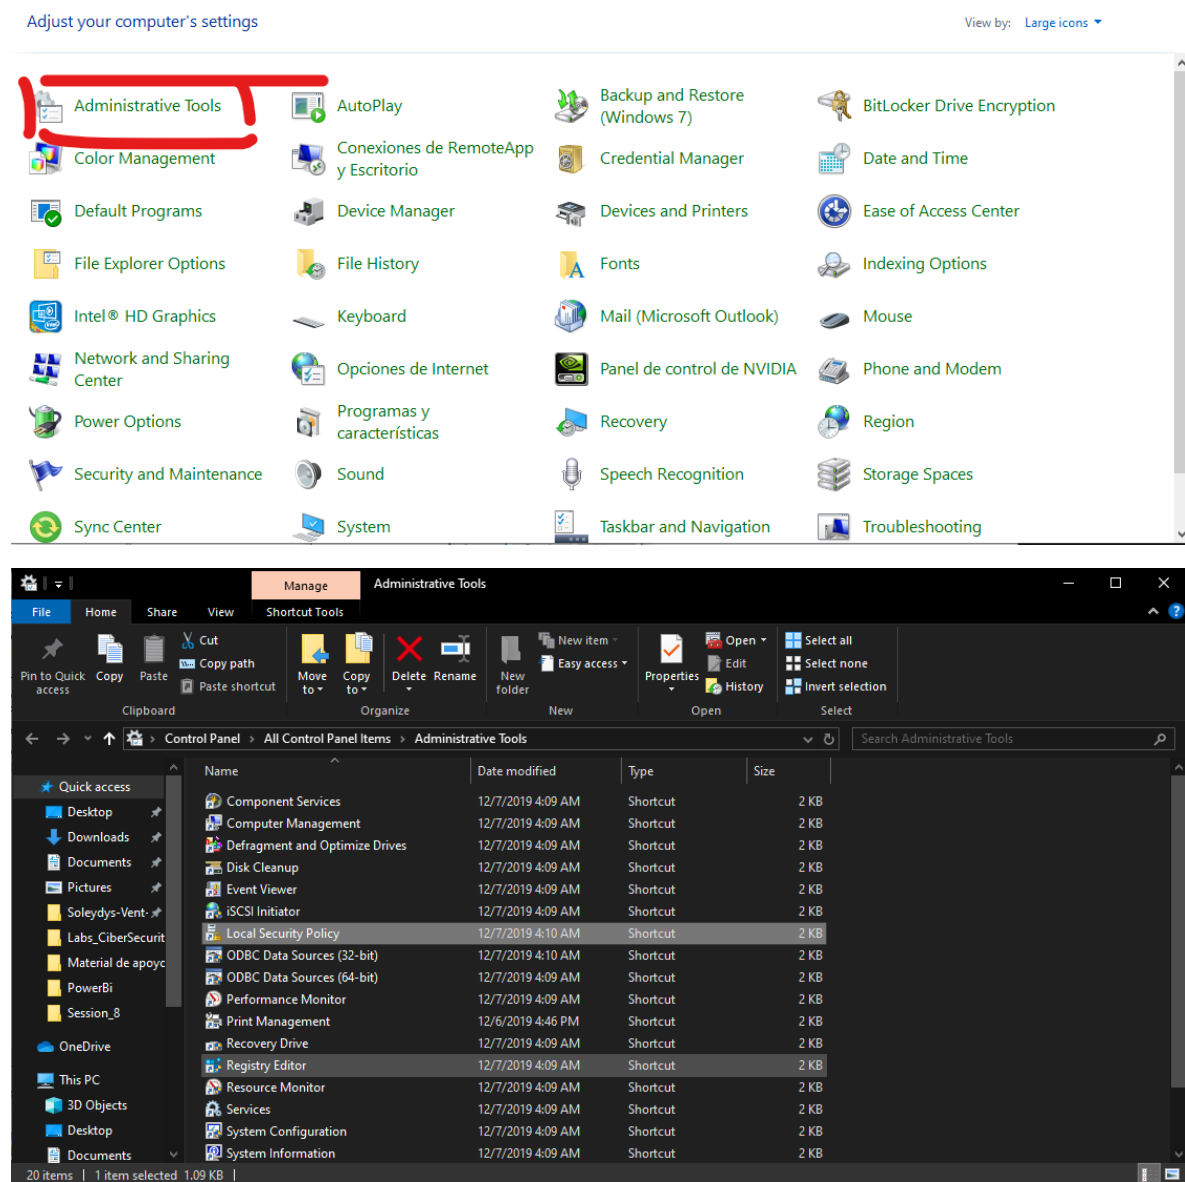 Adjust your computer's settings
View by: Large icons
Administrative Tools
AutoPlay
Backup and Restore
(Windows 7)
BitLocker Drive Encryption
Color Management
Conexiones de RemoteApp
y Escritorio
Credential Manager
Date and Time
Default Programs
Device Manager
Devices and Printers
Ease of Access Center
File Explorer Options
File History
Fonts
Indexing Options
Intel® HD Graphics
Keyboard
Mail (Microsoft Outlook)
Mouse
Network and Sharing
Center
Opciones de Internet
Panel de control de NVIDIA
Phone and Modem
Power Options
Programas y
características
Recovery
Region
Security and Maintenance
Sound
Speech Recognition
Storage Spaces
Sync Center
System
Taskbar and Navigation
Troubleshooting
Manage
Administrative Tools
File
Home
Share
View
Shortcut Tools
Pin to Quick
access
Copy
Paste
Cut
Copy path
Paste shortcut
Clipboard
Move
to
Copy
to
Delete
Rename
Organize
New
folder
New item
Easy access
New
Properties
Open
Edit
History
Open
Select all
Select none
Invert selection
Select
Control Panel > All Control Panel Items > Administrative Tools
Search Administrative Tools
Quick access
Desktop
Downloads
Documents
Pictures
Soleydys-Vent-
Labs_CiberSecurit
Material de apoyc
PowerBi
Session_8
OneDrive
This PC
3D Objects
Desktop
Documents
Name Date modified Type Size
Component Services 12/7/2019 4:09 AM Shortcut 2 KB
Computer Management 12/7/2019 4:09 AM Shortcut 2 KB
Defragment and Optimize Drives 12/7/2019 4:09 AM Shortcut 2 KB
Disk Cleanup 12/7/2019 4:09 AM Shortcut 2 KB
Event Viewer 12/7/2019 4:09 AM Shortcut 2 KB
iSCSI Initiator 12/7/2019 4:09 AM Shortcut 2 KB
Local Security Policy 12/7/2019 4:10 AM Shortcut 2 KB
ODBC Data Sources (32-bit) 12/7/2019 4:10 AM Shortcut 2 KB
ODBC Data Sources (64-bit) 12/7/2019 4:09 AM Shortcut 2 KB
Performance Monitor 12/7/2019 4:09 AM Shortcut 2 KB
Print Management 12/6/2019 4:46 PM Shortcut 2 KB
Recovery Drive 12/7/2019 4:09 AM Shortcut 2 KB
Registry Editor 12/7/2019 4:09 AM Shortcut 2 KB
Resource Monitor 12/7/2019 4:09 AM Shortcut 2 KB
Services 12/7/2019 4:09 AM Shortcut 2 KB
System Configuration 12/7/2019 4:09 AM Shortcut 2 KB
System Information 12/7/2019 4:09 AM Shortcut 2 KB
20 items | 1 item selected 1.09 KB |